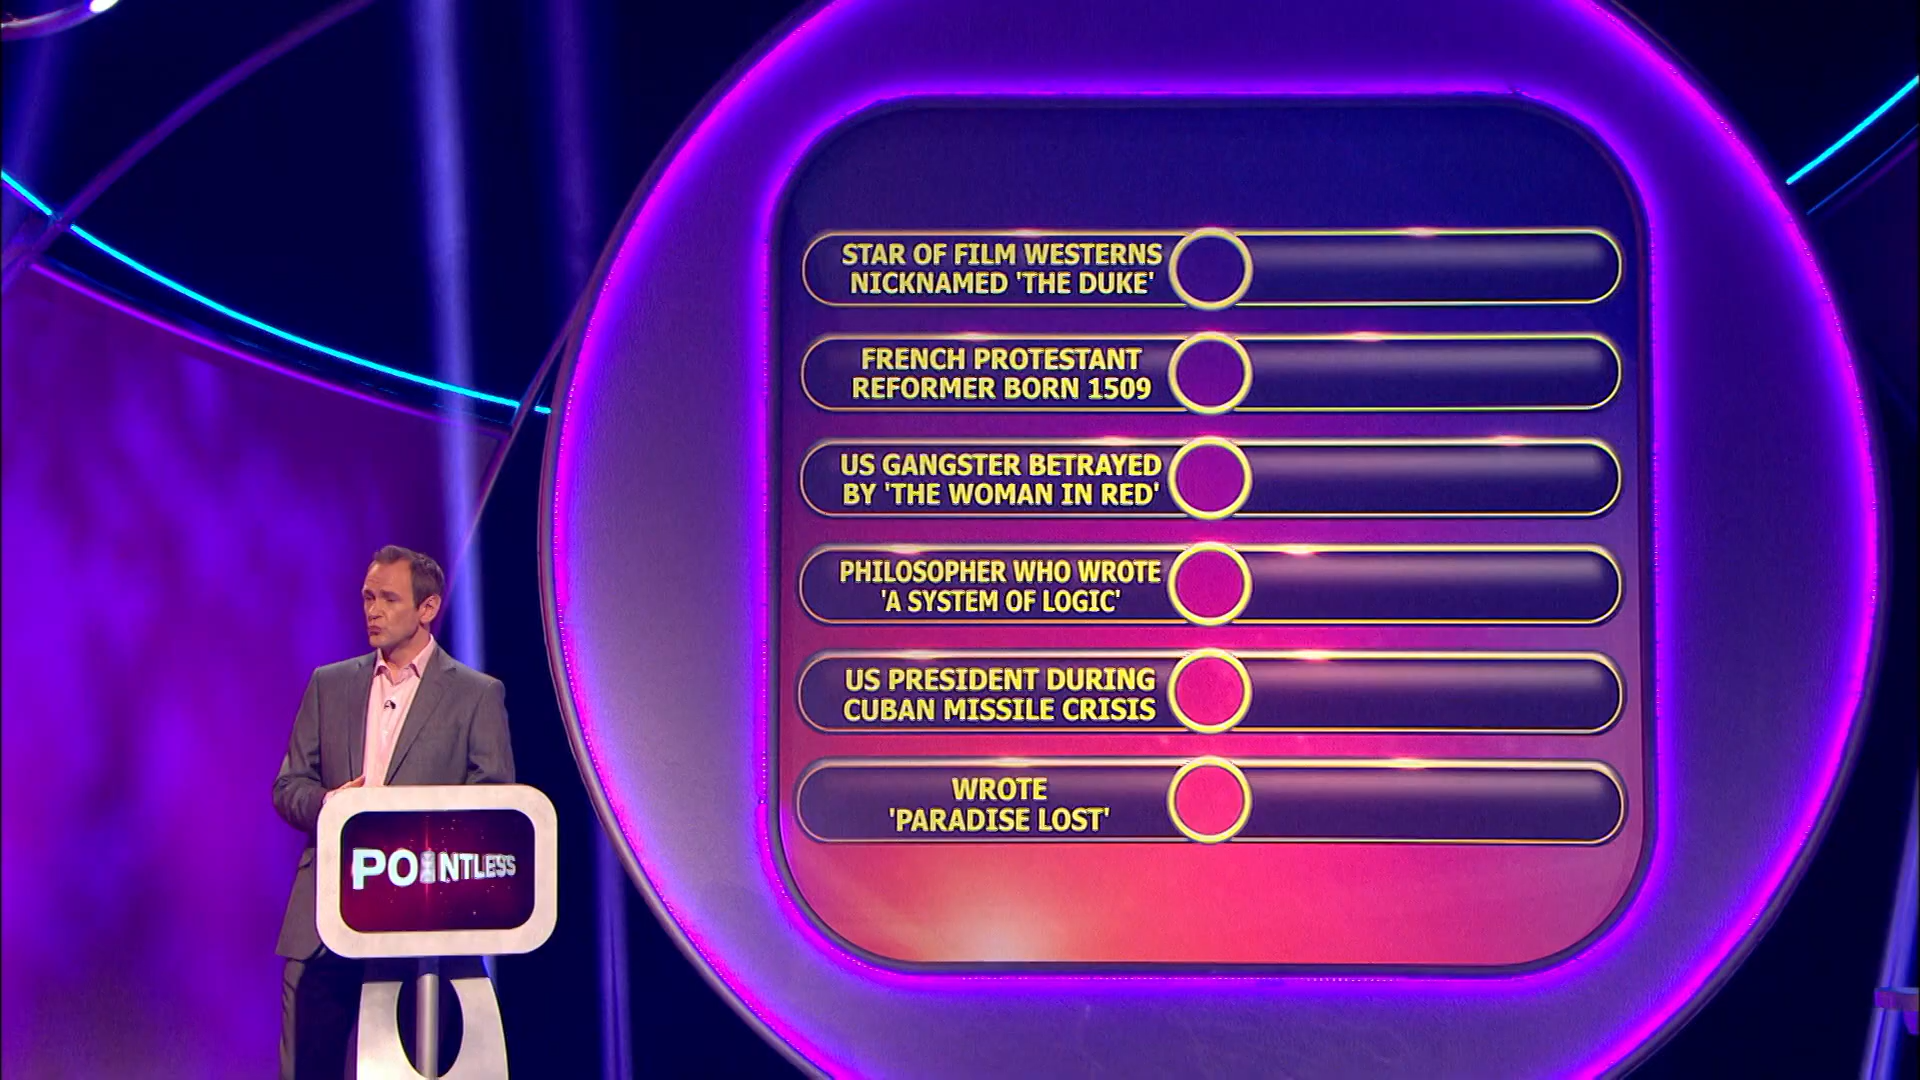 STAR OF FILM WESTERNS
NICKNAMED 'THE DUKE'
FRENCH PROTESTANT
REFORMER BORN 1509
US GANGSTER BETRAYED
BY 'THE WOMAN IN RED'
PHILOSOPHER WHO WROTE
'A SYSTEM OF LOGIC'
US PRESIDENT DURING
CUBAN MISSILE CRISIS
WROTE
'PARADISE LOST'
POINTLESS